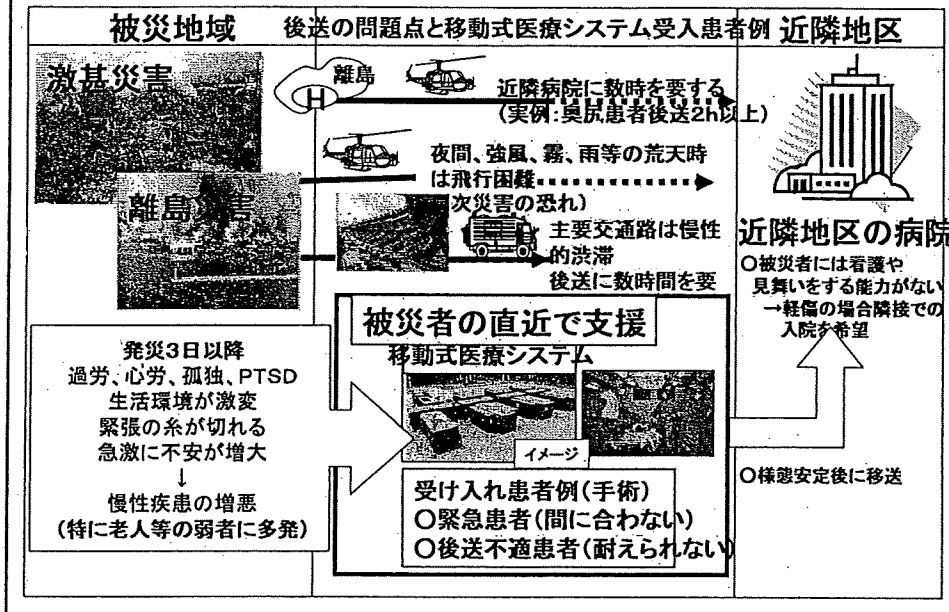 被災地域
後送の問題点と移動式医療システム受入患者例
近隣地区
激甚災害
離島
H
近隣病院に数時を要する
(実例:奥尻患者後送2h以上)
夜間、強風、霧、雨等の荒天時
は飛行困難
次災害の恐れ)
離島災害
主要交通路は慢性
的渋滞
後送に数時間を要
近隣地区の病院
○被災者には看護や
見舞いをする能力がない
→軽傷の場合隣接での
入院を希望
発災3日以降
過労、心労、孤独、PTSD
生活環境が激変
緊張の糸が切れる
急激に不安が増大
↓
慢性疾患の増悪
(特に老人等の弱者に多発)
被災者の直近で支援
移動式医療システム
イメージ
受け入れ患者例(手術)
○緊急患者(間に合わない)
○後送不適患者(耐えられない)
○様態安定後に移送